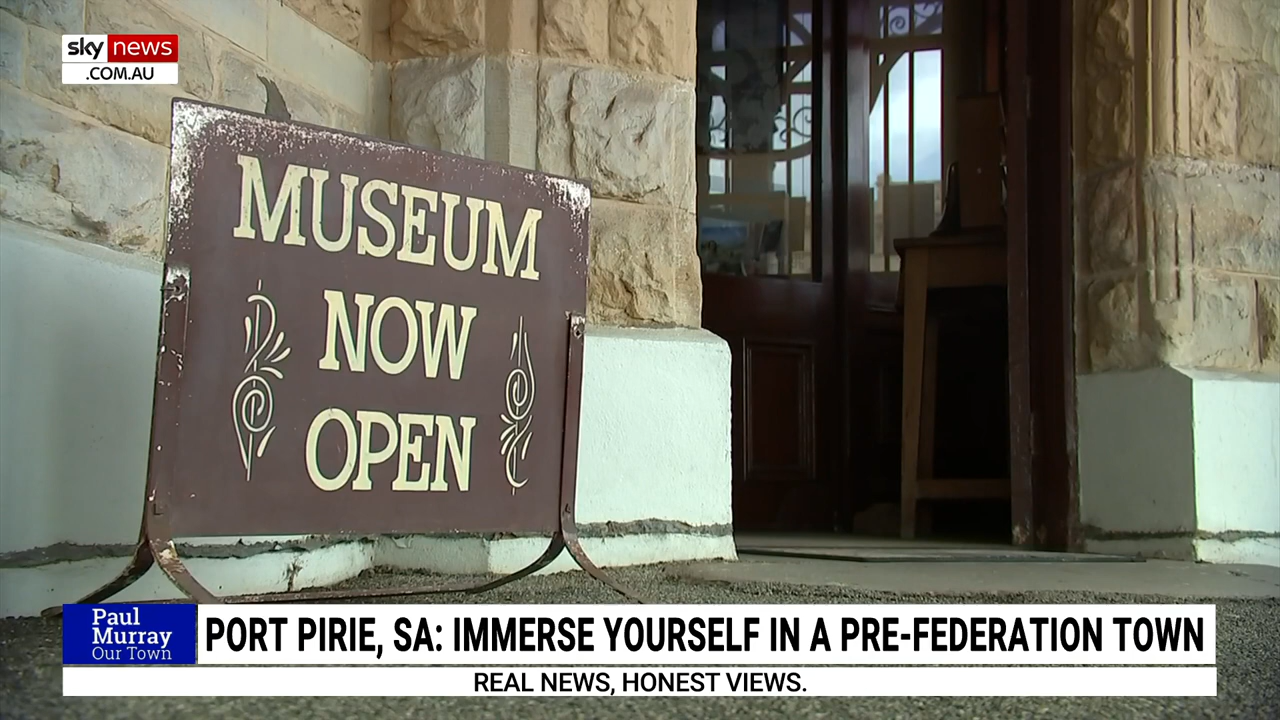 sky news
.COM.AU
MUSEUM
NOW
OPEN
Paul
Murray
Our Town
PORT PIRIE, SA: IMMERSE YOURSELF IN A PRE-FEDERATION TOWN
REAL NEWS, HONEST VIEWS.